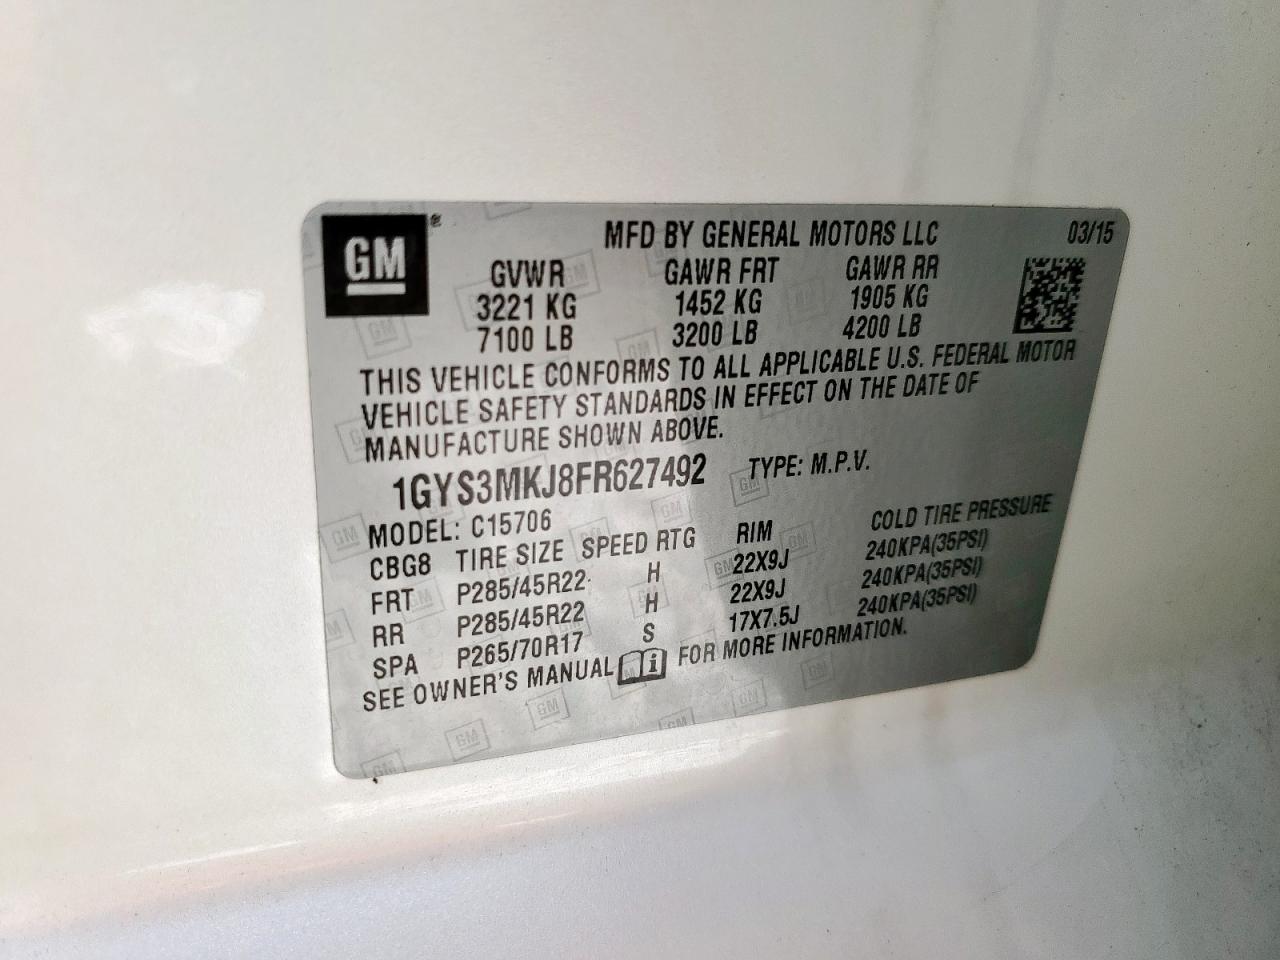 GM®
MFD BY GENERAL MOTORS LLC 03/15
GVWR GAWR FRT GAWR RR
3221 KG 1452 KG 1905 KG
7100 LB 3200 LB 4200 LB
THIS VEHICLE CONFORMS TO ALL APPLICABLE U.S. FEDERAL MOTOR
VEHICLE SAFETY STANDARDS IN EFFECT ON THE DATE OF
MANUFACTURE SHOWN ABOVE.
1GYS3MKJ8FR627492 TYPE: M.P.V.
MODEL: C15706
CBG8 TIRE SIZE SPEED RTG RIM COLD TIRE PRESSURE
FRT P285/45R22 H 22X9J 240KPA(35PSI)
RR P285/45R22 H 22X9J 240KPA(35PSI)
SPA P265/70R17 S 17X7.5J 240KPA(35PSI)
SEE OWNER'S MANUAL i FOR MORE INFORMATION.